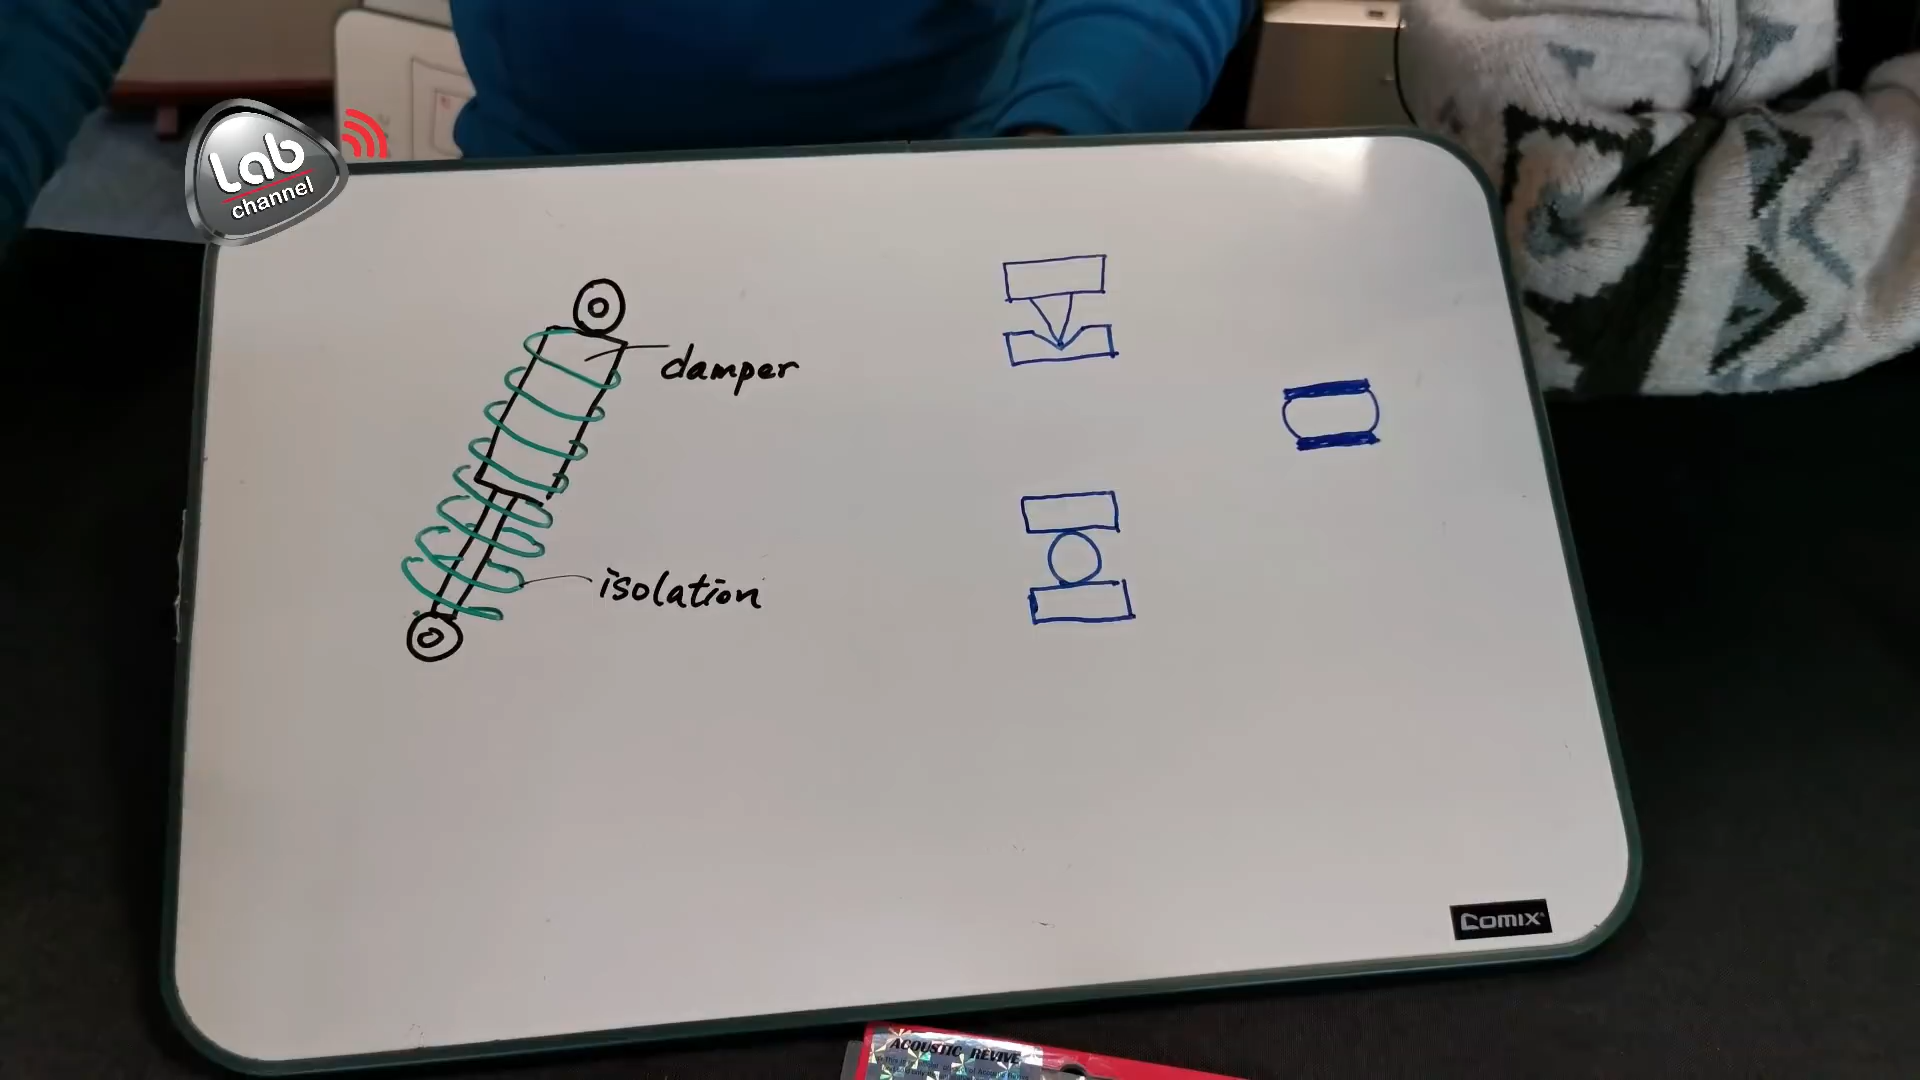 Lab
channel
damper
isolation
COMIX
ACOUSTIC REVIVE